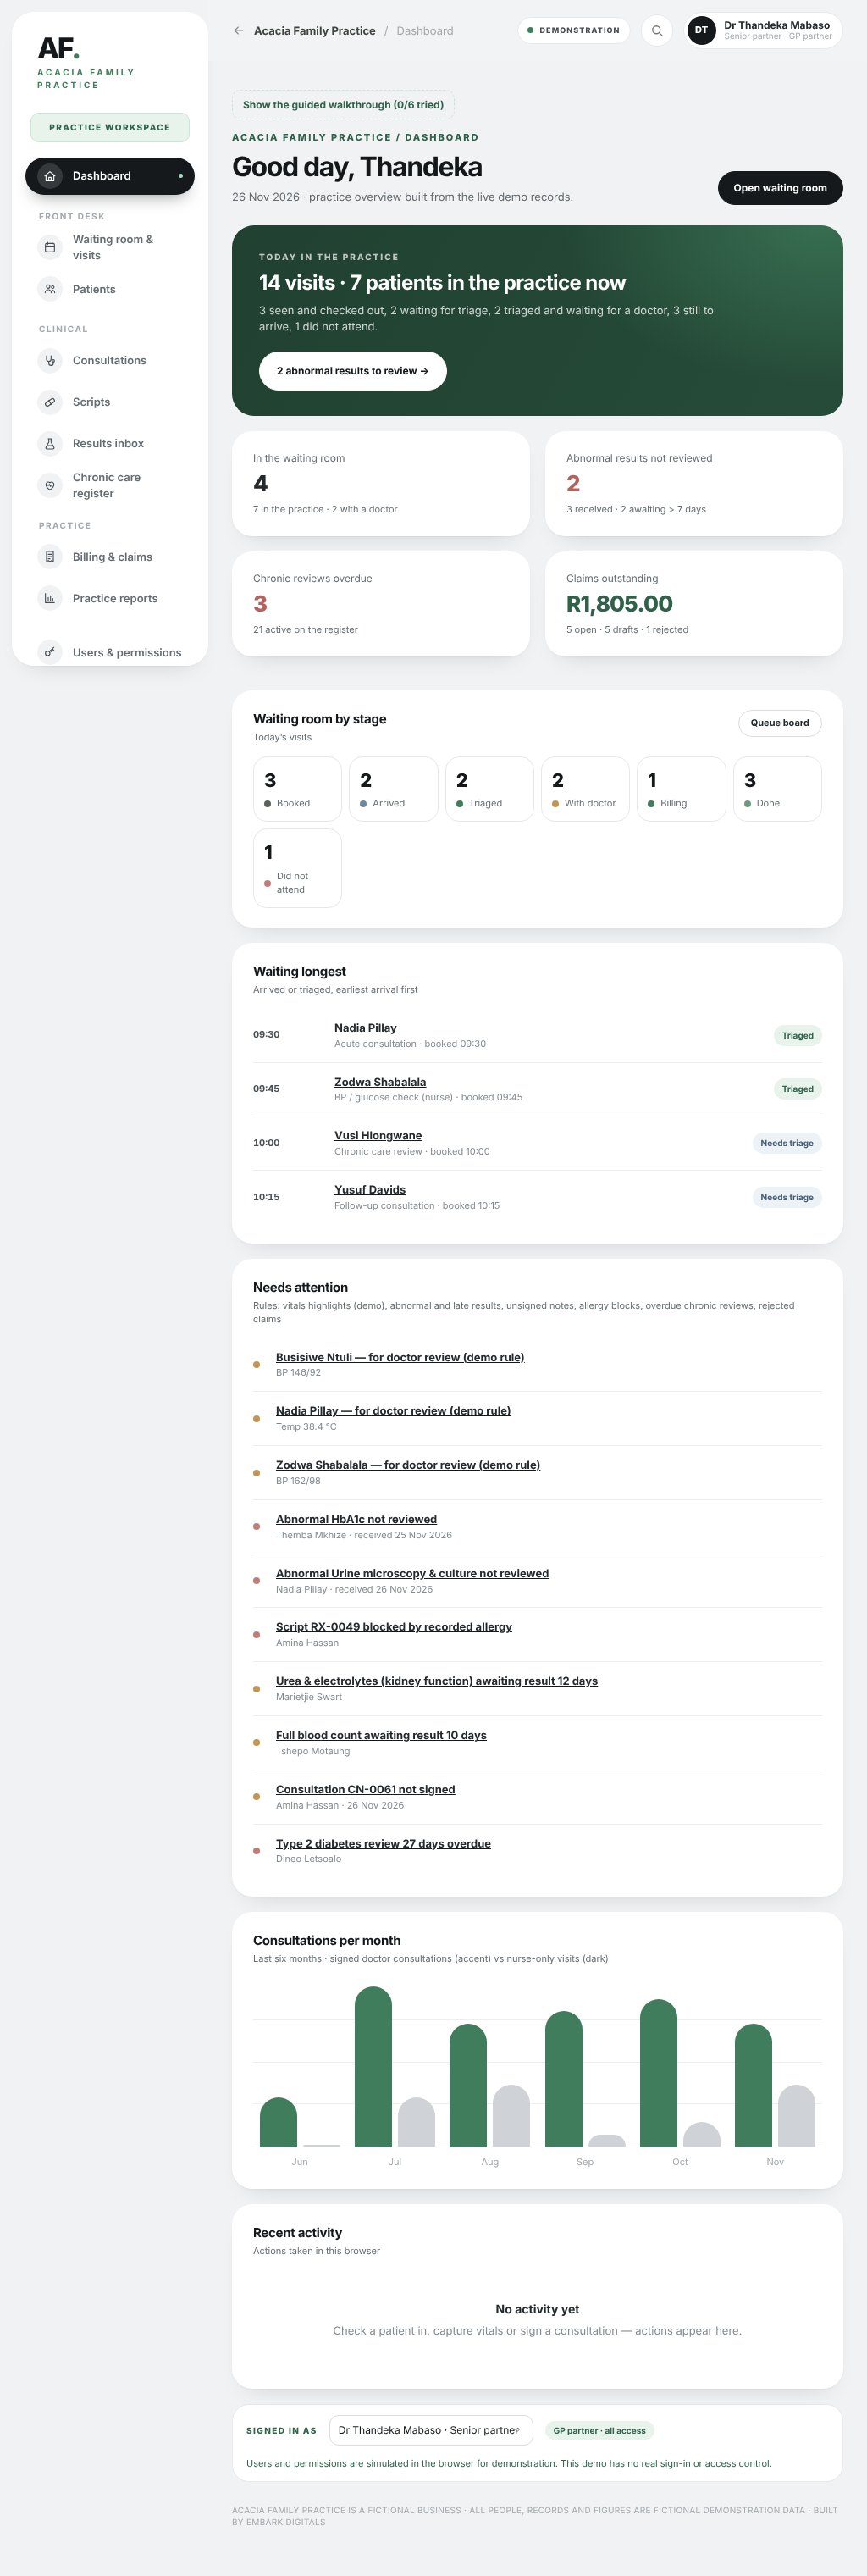 AF.
ACACIA FAMILY
PRACTICE
PRACTICE WORKSPACE
Dashboard
FRONT DESK
Waiting room &
visits
Patients
CLINICAL
Consultations
Scripts
Results inbox
Chronic care
register
PRACTICE
Billing & claims
Practice reports
Users & permissions
← Acacia Family Practice / Dashboard
DEMONSTRATION
DT
Dr Thandeka Mabaso
Senior partner · GP partner
Show the guided walkthrough (0/6 tried)
ACACIA FAMILY PRACTICE / DASHBOARD
Good day, Thandeka
26 Nov 2026 · practice overview built from the live demo records.
Open waiting room
TODAY IN THE PRACTICE
14 visits · 7 patients in the practice now
3 seen and checked out, 2 waiting for triage, 2 triaged and waiting for a doctor, 3 still to
arrive, 1 did not attend.
2 abnormal results to review →
In the waiting room
4
7 in the practice · 2 with a doctor
Abnormal results not reviewed
2
3 received · 2 awaiting > 7 days
Chronic reviews overdue
3
21 active on the register
Claims outstanding
R1,805.00
5 open · 5 drafts · 1 rejected
Waiting room by stage
Today's visits
Queue board
3
Booked
2
Arrived
2
Triaged
2
With doctor
1
Billing
3
Done
1
Did not
attend
Waiting longest
Arrived or triaged, earliest arrival first
09:30
Nadia Pillay
Acute consultation · booked 09:30
Triaged
09:45
Zodwa Shabalala
BP / glucose check (nurse) · booked 09:45
Triaged
10:00
Vusi Hlongwane
Chronic care review · booked 10:00
Needs triage
10:15
Yusuf Davids
Follow-up consultation · booked 10:15
Needs triage
Needs attention
Rules: vitals highlights (demo), abnormal and late results, unsigned notes, allergy blocks, overdue chronic reviews, rejected
claims
Busisiwe Ntuli — for doctor review (demo rule)
BP 146/92
Nadia Pillay — for doctor review (demo rule)
Temp 38.4 °C
Zodwa Shabalala — for doctor review (demo rule)
BP 162/98
Abnormal HbA1c not reviewed
Themba Mkhize · received 25 Nov 2026
Abnormal Urine microscopy & culture not reviewed
Nadia Pillay · received 26 Nov 2026
Script RX-0049 blocked by recorded allergy
Amina Hassan
Urea & electrolytes (kidney function) awaiting result 12 days
Marietjie Swart
Full blood count awaiting result 10 days
Tshepo Motaung
Consultation CN-0061 not signed
Amina Hassan · 26 Nov 2026
Type 2 diabetes review 27 days overdue
Dineo Letsoalo
Consultations per month
Last six months · signed doctor consultations (accent) vs nurse-only visits (dark)
Jun
Jul
Aug
Sep
Oct
Nov
Recent activity
Actions taken in this browser
No activity yet
Check a patient in, capture vitals or sign a consultation — actions appear here.
SIGNED IN AS
Dr Thandeka Mabaso · Senior partner
GP partner · all access
Users and permissions are simulated in the browser for demonstration. This demo has no real sign-in or access control.
ACACIA FAMILY PRACTICE IS A FICTIONAL BUSINESS · ALL PEOPLE, RECORDS AND FIGURES ARE FICTIONAL DEMONSTRATION DATA · BUILT
BY EMBARK DIGITALS